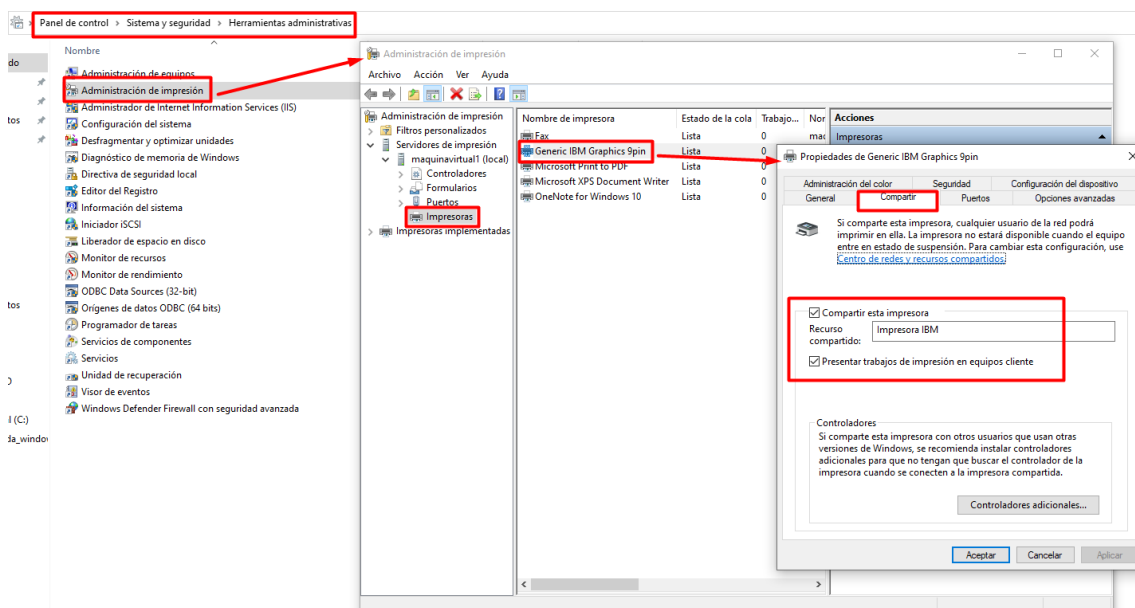 Panel de control > Sistema y seguridad > Herramientas administrativas
do
tos
tos
l (C:)
da_window
Nombre
Administración de equipos
Administración de impresión
Administrador de Internet Information Services (IIS)
Configuración del sistema
Desfragmentar y optimizar unidades
Diagnóstico de memoria de Windows
Directiva de seguridad local
Editor del Registro
Información del sistema
Iniciador iSCSI
Liberador de espacio en disco
Monitor de recursos
Monitor de rendimiento
ODBC Data Sources (32-bit)
Orígenes de datos ODBC (64 bits)
Programador de tareas
Servicios de componentes
Servicios
Unidad de recuperación
Visor de eventos
Windows Defender Firewall con seguridad avanzada
Administración de impresión
Archivo Acción Ver Ayuda
Administración de impresión
Filtros personalizados
Servidores de impresión
maquinavirtual1 (local)
Controladores
Formularios
Puertos
Impresoras
Impresoras implementadas
Nombre de impresora Estado de la cola Trabajo... Nor
Fax Lista 0 mac
Generic IBM Graphics 9pin Lista 0
Microsoft Print to PDF Lista 0
Microsoft XPS Document Writer Lista 0
OneNote for Windows 10 Lista 0
Acciones
Impresoras
Propiedades de Generic IBM Graphics 9pin
Administración del color Seguridad Configuración del dispositivo
General Compartir Puertos Opciones avanzadas
Si comparte esta impresora, cualquier usuario de la red podrá
imprimir en ella. La impresora no estará disponible cuando el equipo
entre en estado de suspensión. Para cambiar esta configuración, use
Centro de redes y recursos compartidos.
Compartir esta impresora
Recurso
compartido:
Impresora IBM
Presentar trabajos de impresión en equipos cliente
Controladores
Si comparte esta impresora con otros usuarios que usan otras
versiones de Windows, se recomienda instalar controladores
adicionales para que no tengan que buscar el controlador de la
impresora cuando se conecten a la impresora compartida.
Controladores adicionales...
Aceptar Cancelar Aplicar